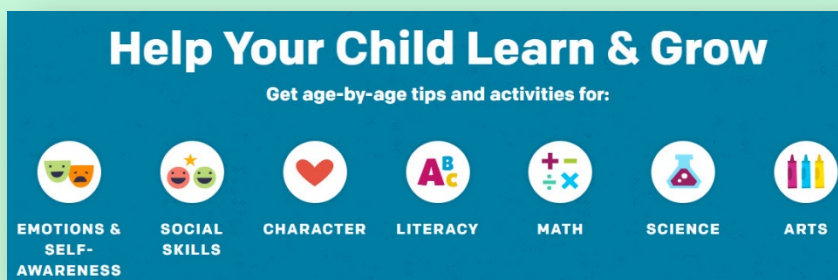 Help Your Child Learn & Grow
Get age-by-age tips and activities for:
ABC
EMOTIONS &
SELF-
AWARENESS
SOCIAL
SKILLS
CHARACTER
LITERACY
MATH
SCIENCE
ARTS